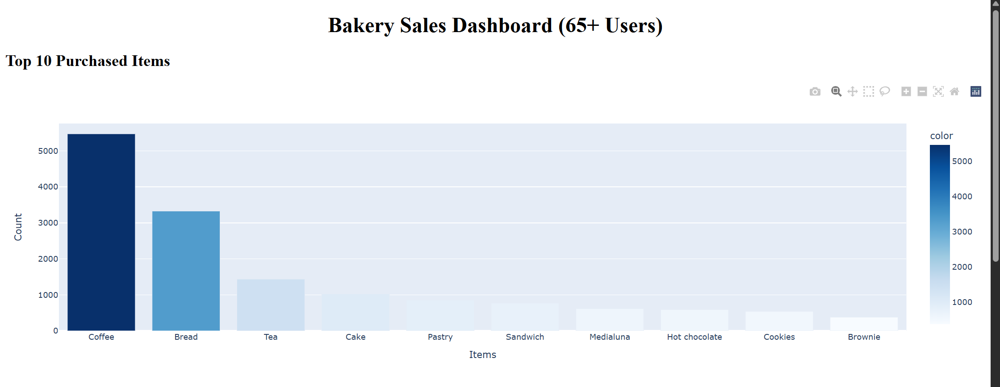 Bakery Sales Dashboard (65+ Users)
Top 10 Purchased Items
color
5000
4000
3000
2000
1000
0
Count
5000
4000
3000
2000
1000
Coffee Bread Tea Cake Pastry Sandwich Medialuna Hot chocolate Cookies Brownie
Items